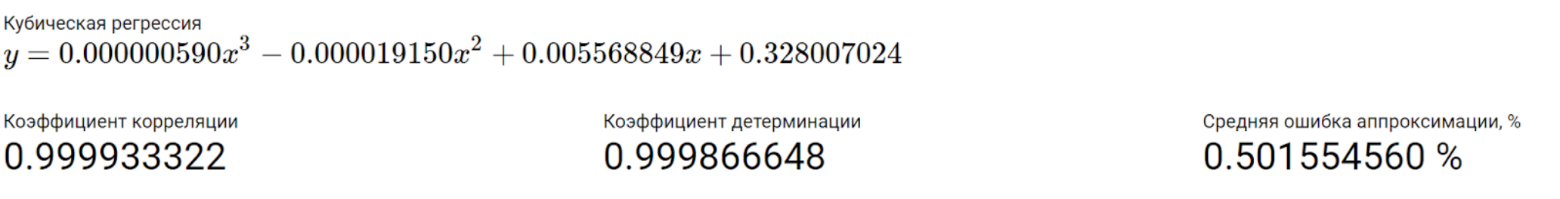 Кубическая регрессия
y = 0.000000590x³ − 0.000019150x² + 0.005568849x + 0.328007024
Коэффициент корреляции Коэффициент детерминации Средняя ошибка аппроксимации, %
0.999933322 0.999866648 0.501554560 %